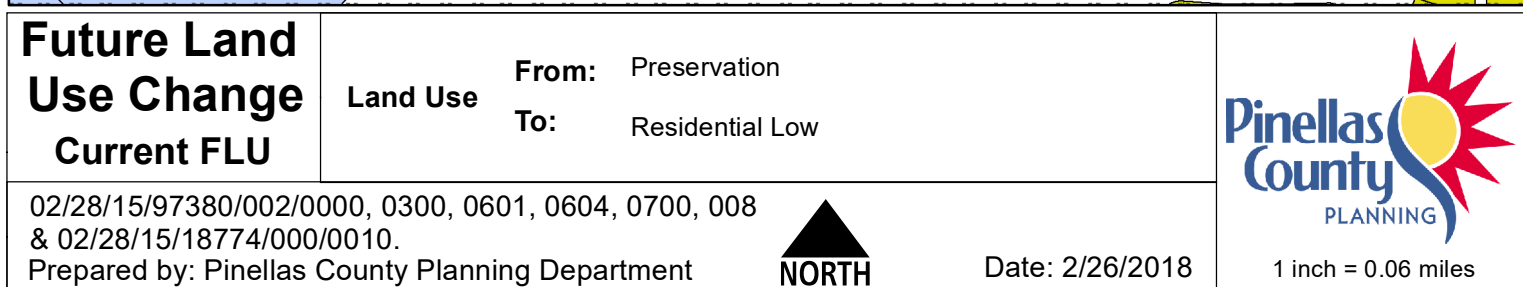 Future Land
Use Change
Current FLU
Land Use
From: Preservation
To: Residential Low
02/28/15/97380/002/0000, 0300, 0601, 0604, 0700, 008
& 02/28/15/18774/000/0010.
Prepared by: Pinellas County Planning Department
NORTH
Date: 2/26/2018
Pinellas
County
PLANNING
1 inch = 0.06 miles